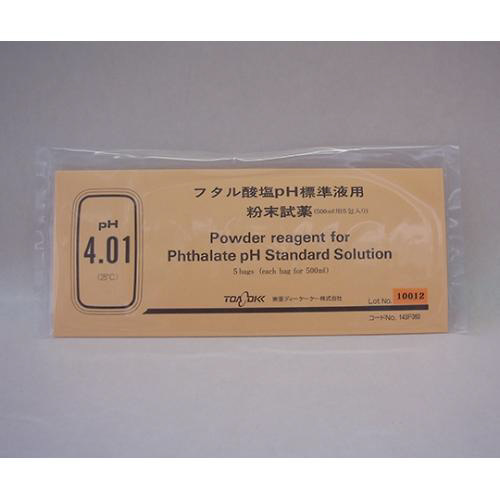 フタル酸塩pH標準液用
粉末試薬(500ml用5包入り)
pH
4.01
(25℃)
Powder reagent for
Phthalate pH Standard Solution
5 bags (each bag for 500ml)
TOADKK 東亜ディーケーケー株式会社
Lot No. 10012
コードNo. 143F060